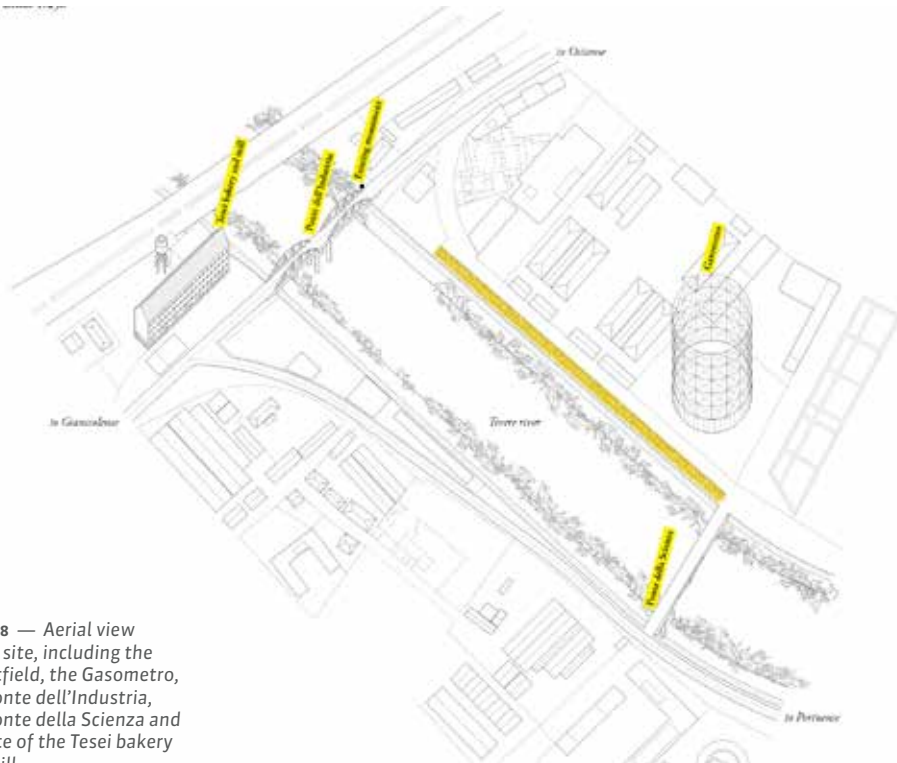 to Ostiense
Existing monument
Ponte dell'Industria
Tesei bakery and mill
Gasometro
to Gianicolense
Tevere river
Ponte della Scienza
to Portuense
8 — Aerial view
site, including the
field, the Gasometro,
onte dell'Industria,
onte della Scienza and
e of the Tesei bakery